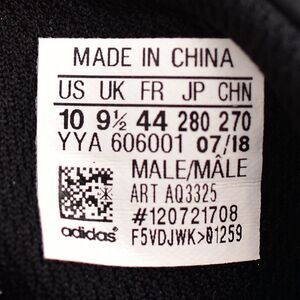 MADE IN CHINA
US UK FR JP CHN
10 9½ 44 280 270
YYA 606001 07/18
MALE/MÂLE
ART AQ3325
#120721708
adidas® F5VDJWK>01259